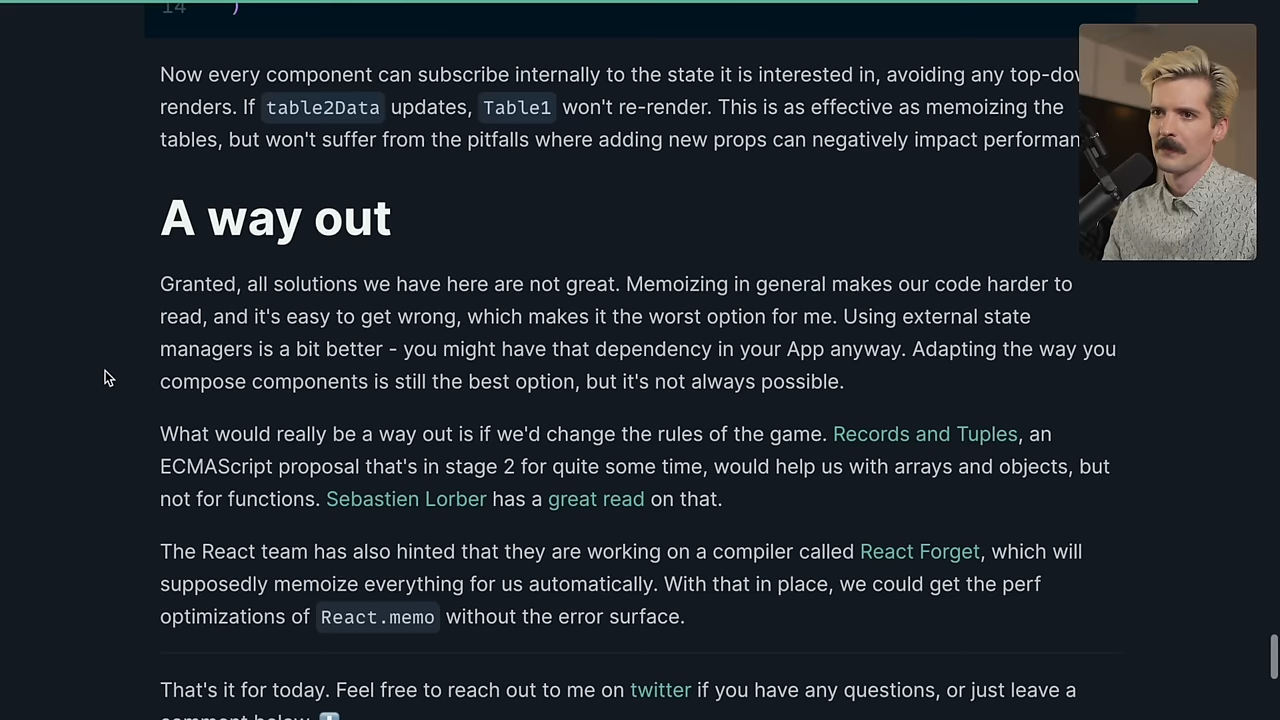 14 )
Now every component can subscribe internally to the state it is interested in, avoiding any top-dow
renders. If table2Data updates, Table1 won't re-render. This is as effective as memoizing the
tables, but won't suffer from the pitfalls where adding new props can negatively impact performan
A way out
Granted, all solutions we have here are not great. Memoizing in general makes our code harder to
read, and it's easy to get wrong, which makes it the worst option for me. Using external state
managers is a bit better - you might have that dependency in your App anyway. Adapting the way you
compose components is still the best option, but it's not always possible.
What would really be a way out is if we'd change the rules of the game. Records and Tuples, an
ECMAScript proposal that's in stage 2 for quite some time, would help us with arrays and objects, but
not for functions. Sebastien Lorber has a great read on that.
The React team has also hinted that they are working on a compiler called React Forget, which will
supposedly memoize everything for us automatically. With that in place, we could get the perf
optimizations of React.memo without the error surface.
That's it for today. Feel free to reach out to me on twitter if you have any questions, or just leave a
comment below.